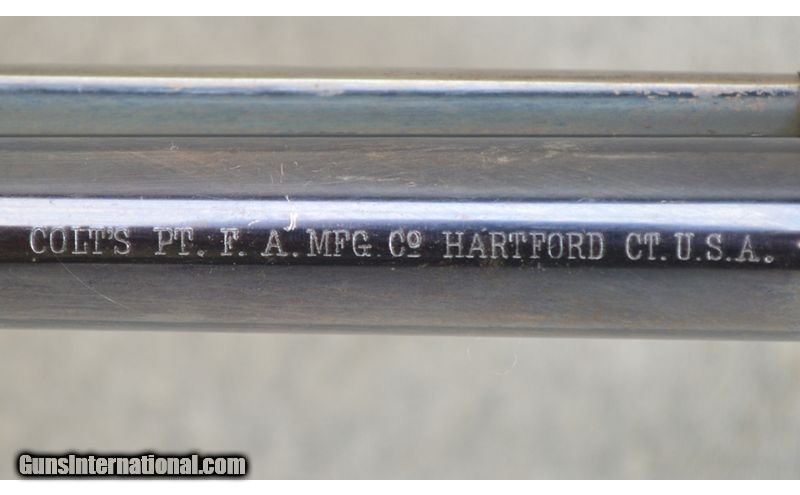 COLT'S PT. F. A. MFG. Cº HARTFORD CT. U.S.A.
GunsInternational.com